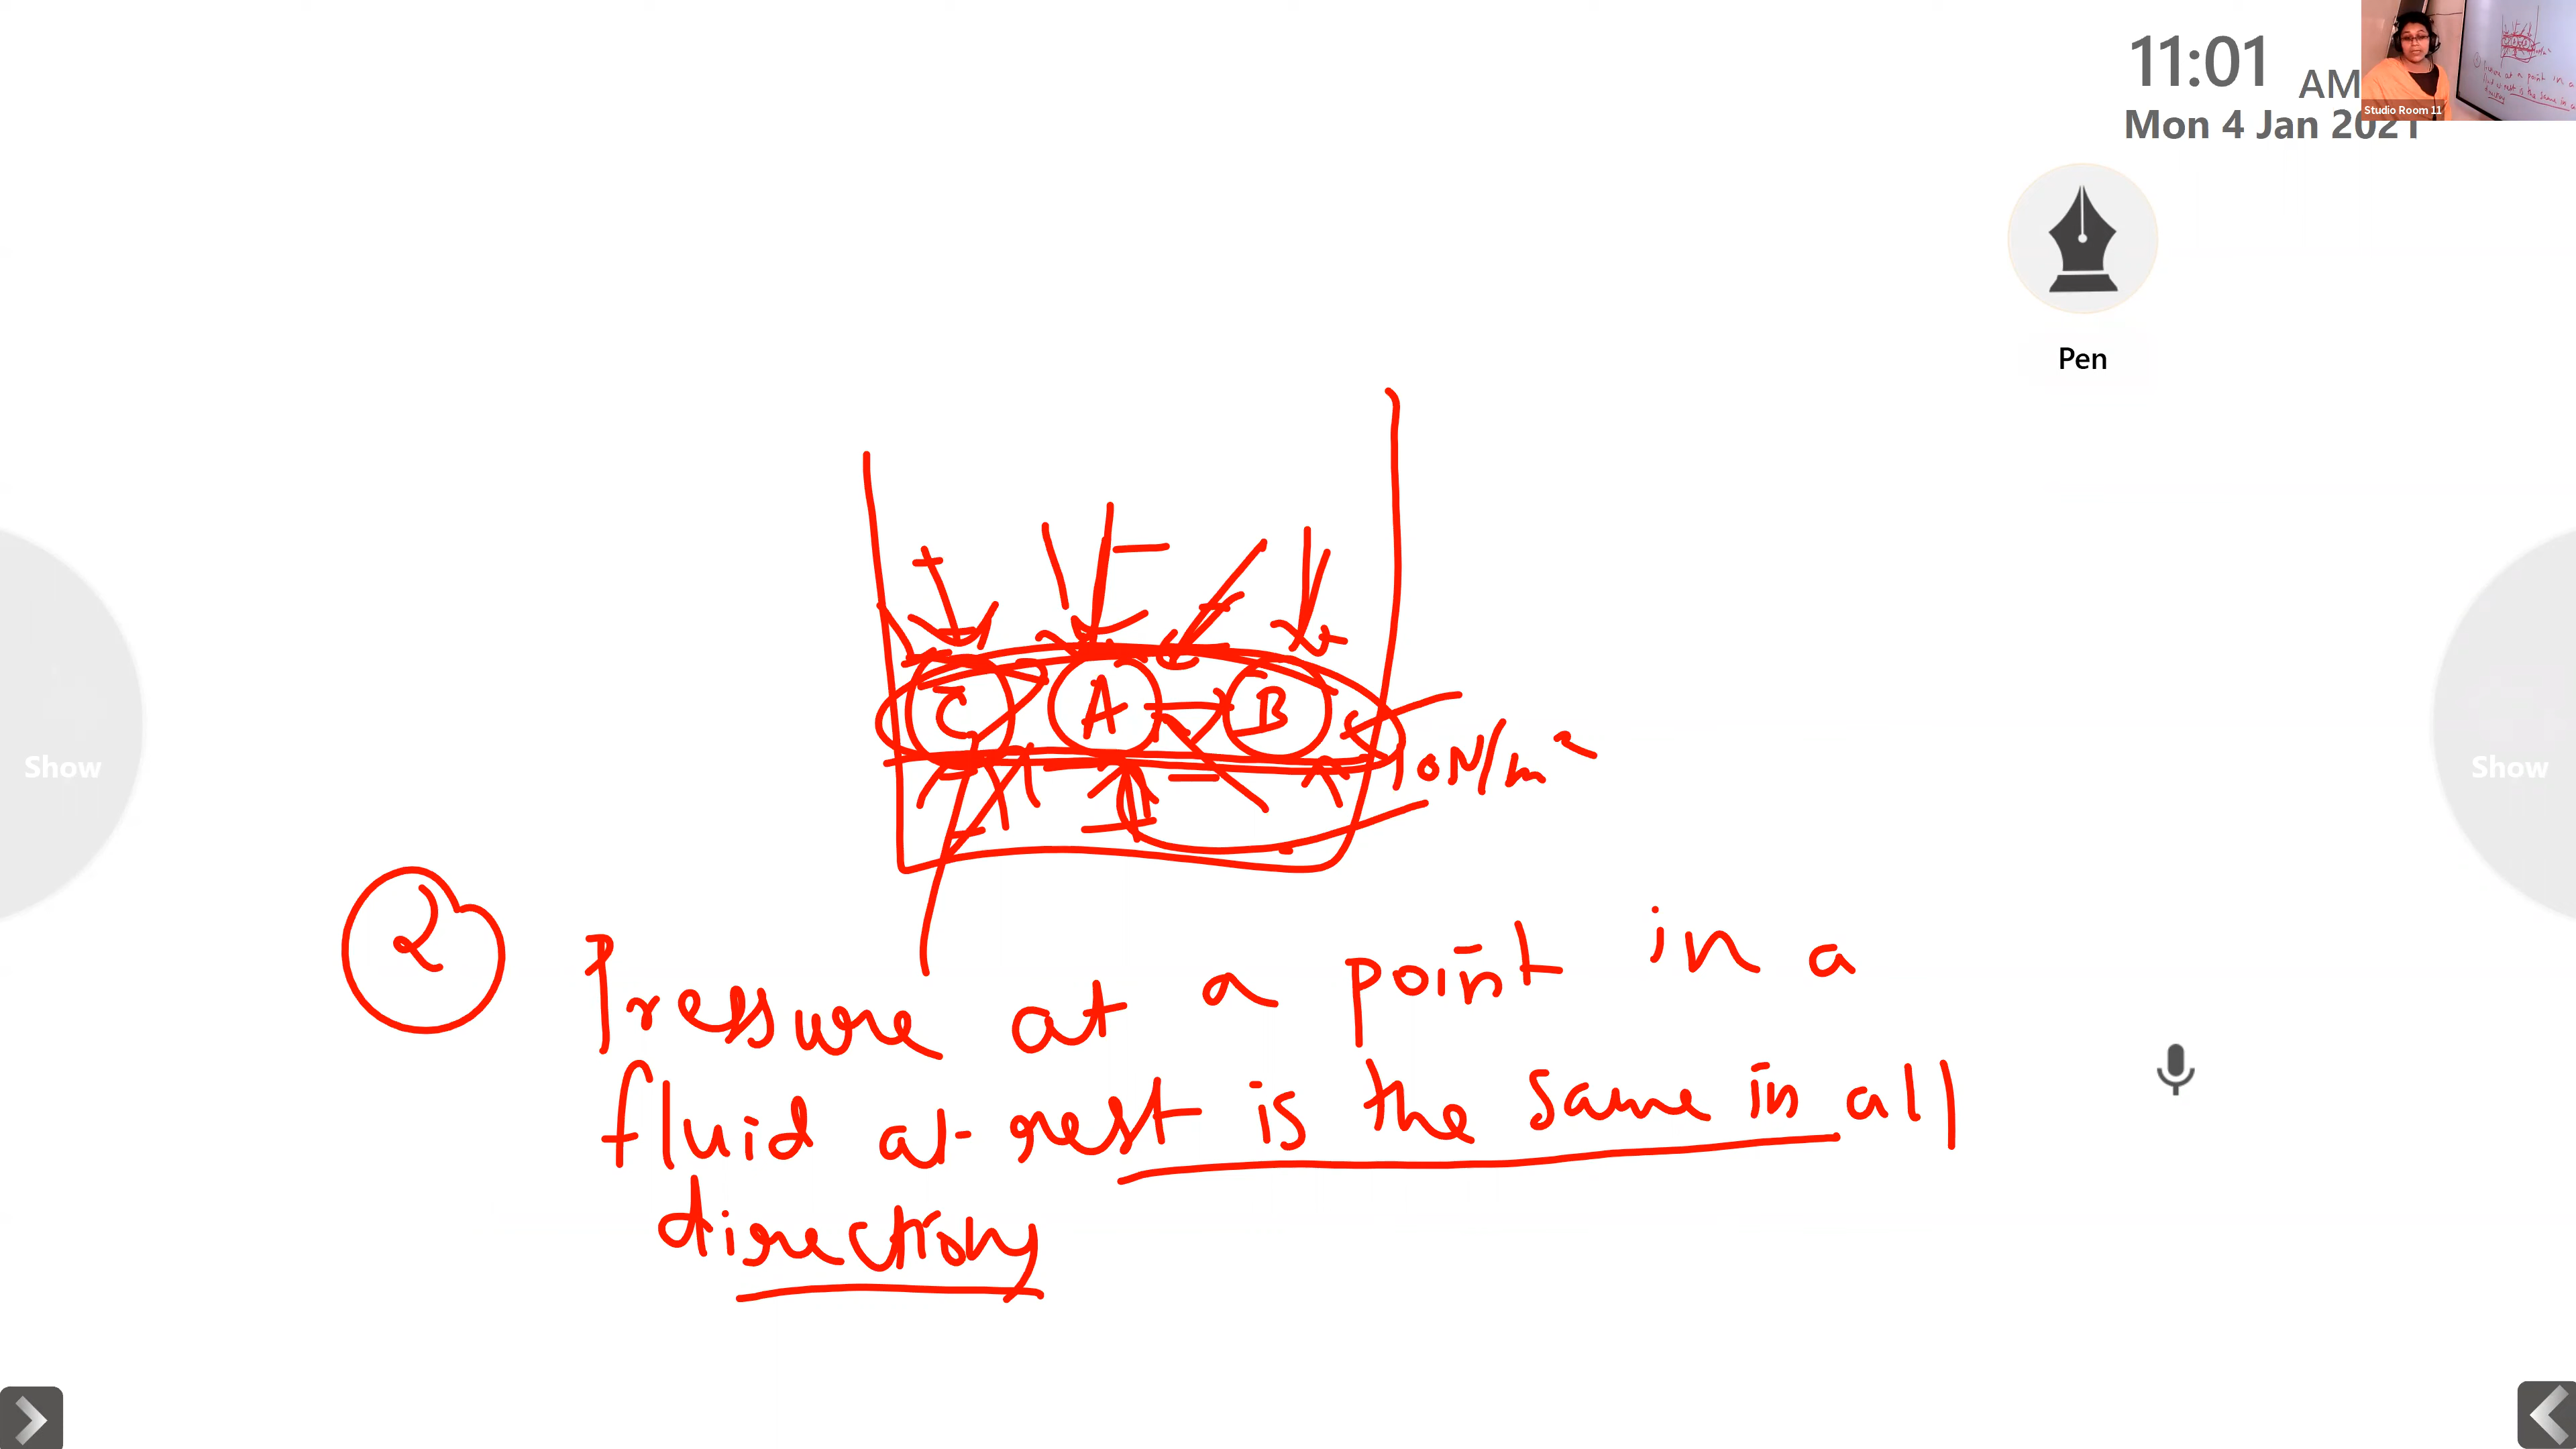 11:01 AM
Mon 4 Jan 2021
Studio Room 11
Pen
C A B
10N/m²
Show
Show
2 Pressure at a point in a
fluid at rest is the same in all
directions